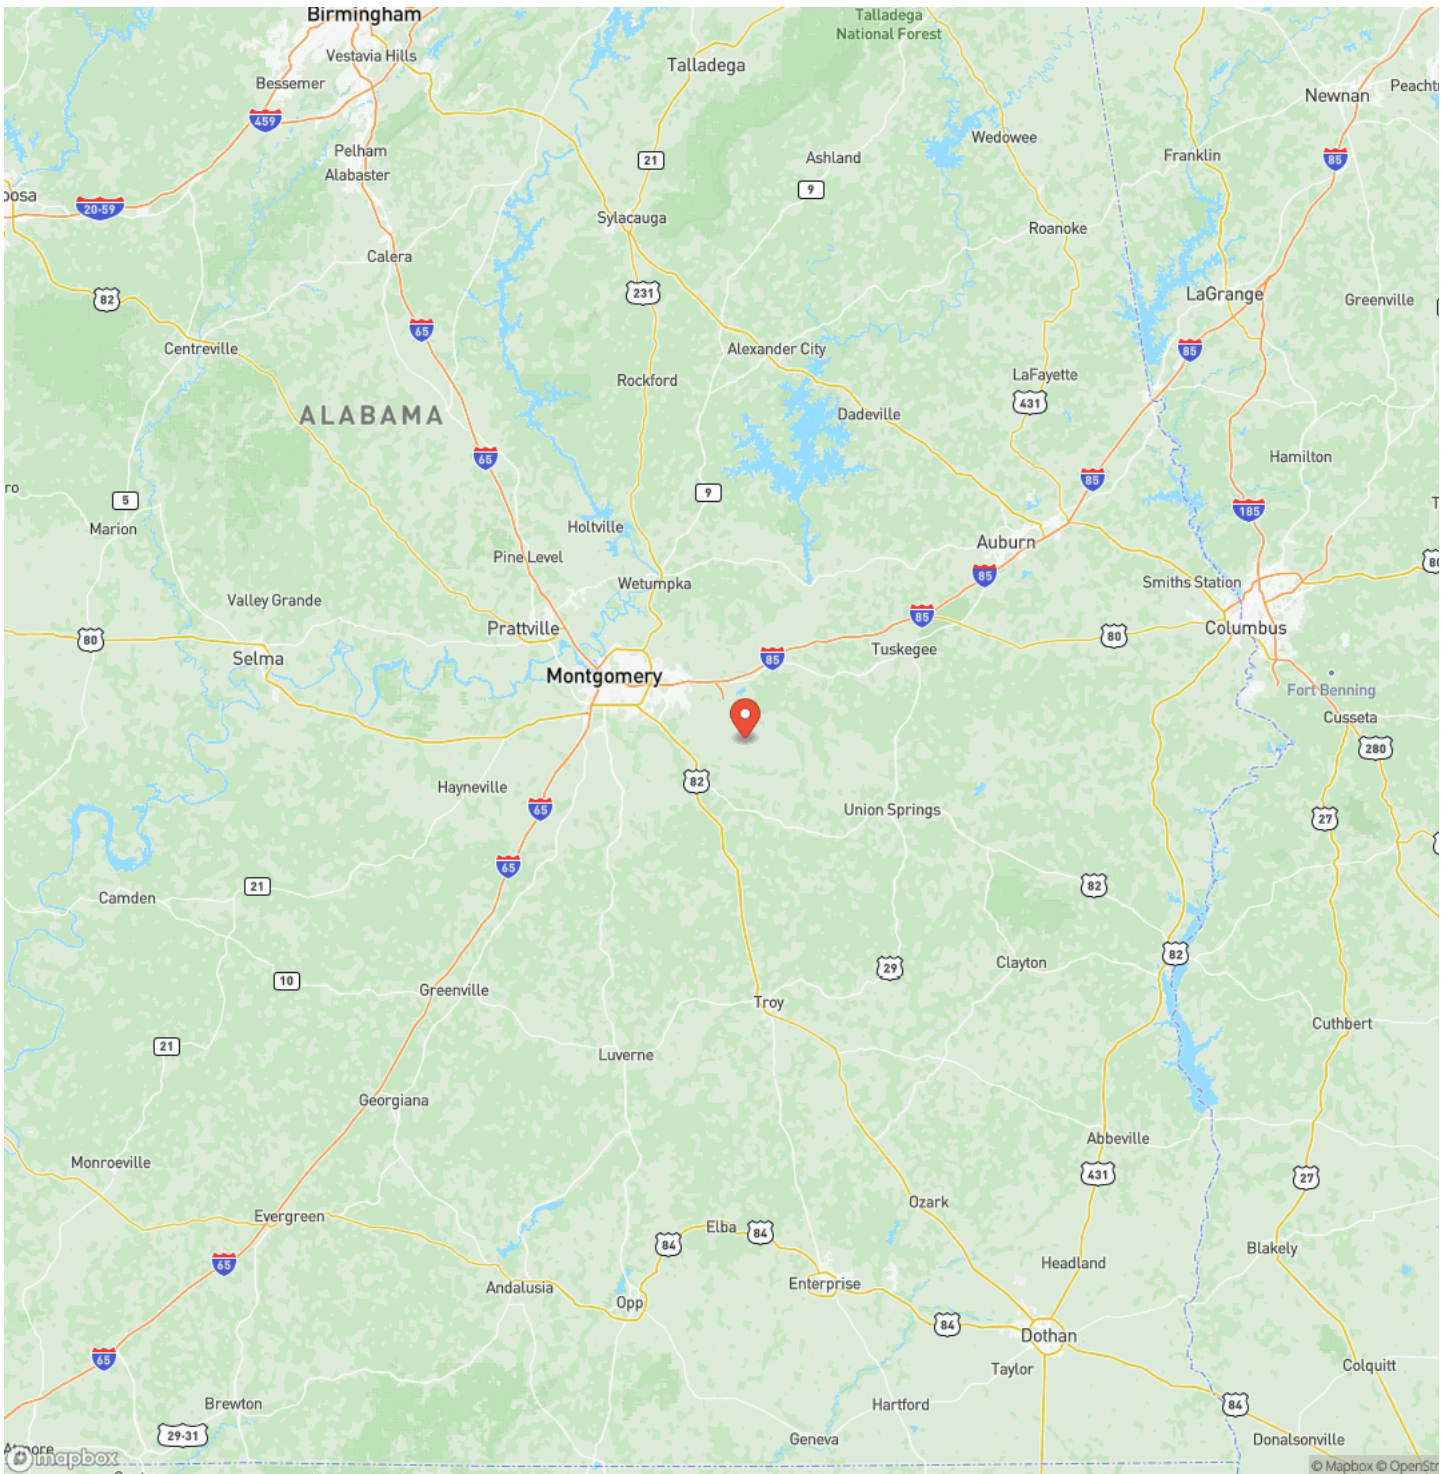 Birmingham
Talladega
National Forest
Vestavia Hills
Talladega
Bessemer
Newnan
459
Wedowee
Pelham
Alabaster
21
Ashland
Franklin
85
9
20-59
Sylacauga
Roanoke
Calera
82
231
LaGrange
Greenville
65
Centreville
Alexander City
85
Rockford
LaFayette
431
ALABAMA
Dadeville
65
Hamilton
85
9
5
185
Marion
Holtville
Auburn
Pine Level
80
85
Smiths Station
Wetumpka
Valley Grande
85
Prattville
80
Columbus
80
Selma
85
Tuskegee
Montgomery
Fort Benning
Cusseta
280
82
Hayneville
65
Union Springs
27
65
21
82
Camden
82
29
Clayton
10
Greenville
Troy
Cuthbert
21
Luverne
Georgiana
Abbeville
Monroeville
431
27
Ozark
Evergreen
Elba
84
84
Blakely
65
Headland
Andalusia
Enterprise
Opp
84
Dothan
65
Taylor
Colquitt
Brewton
Hartford
84
29-31
Geneva
Donalsonville
mapbox
© Mapbox © OpenStr